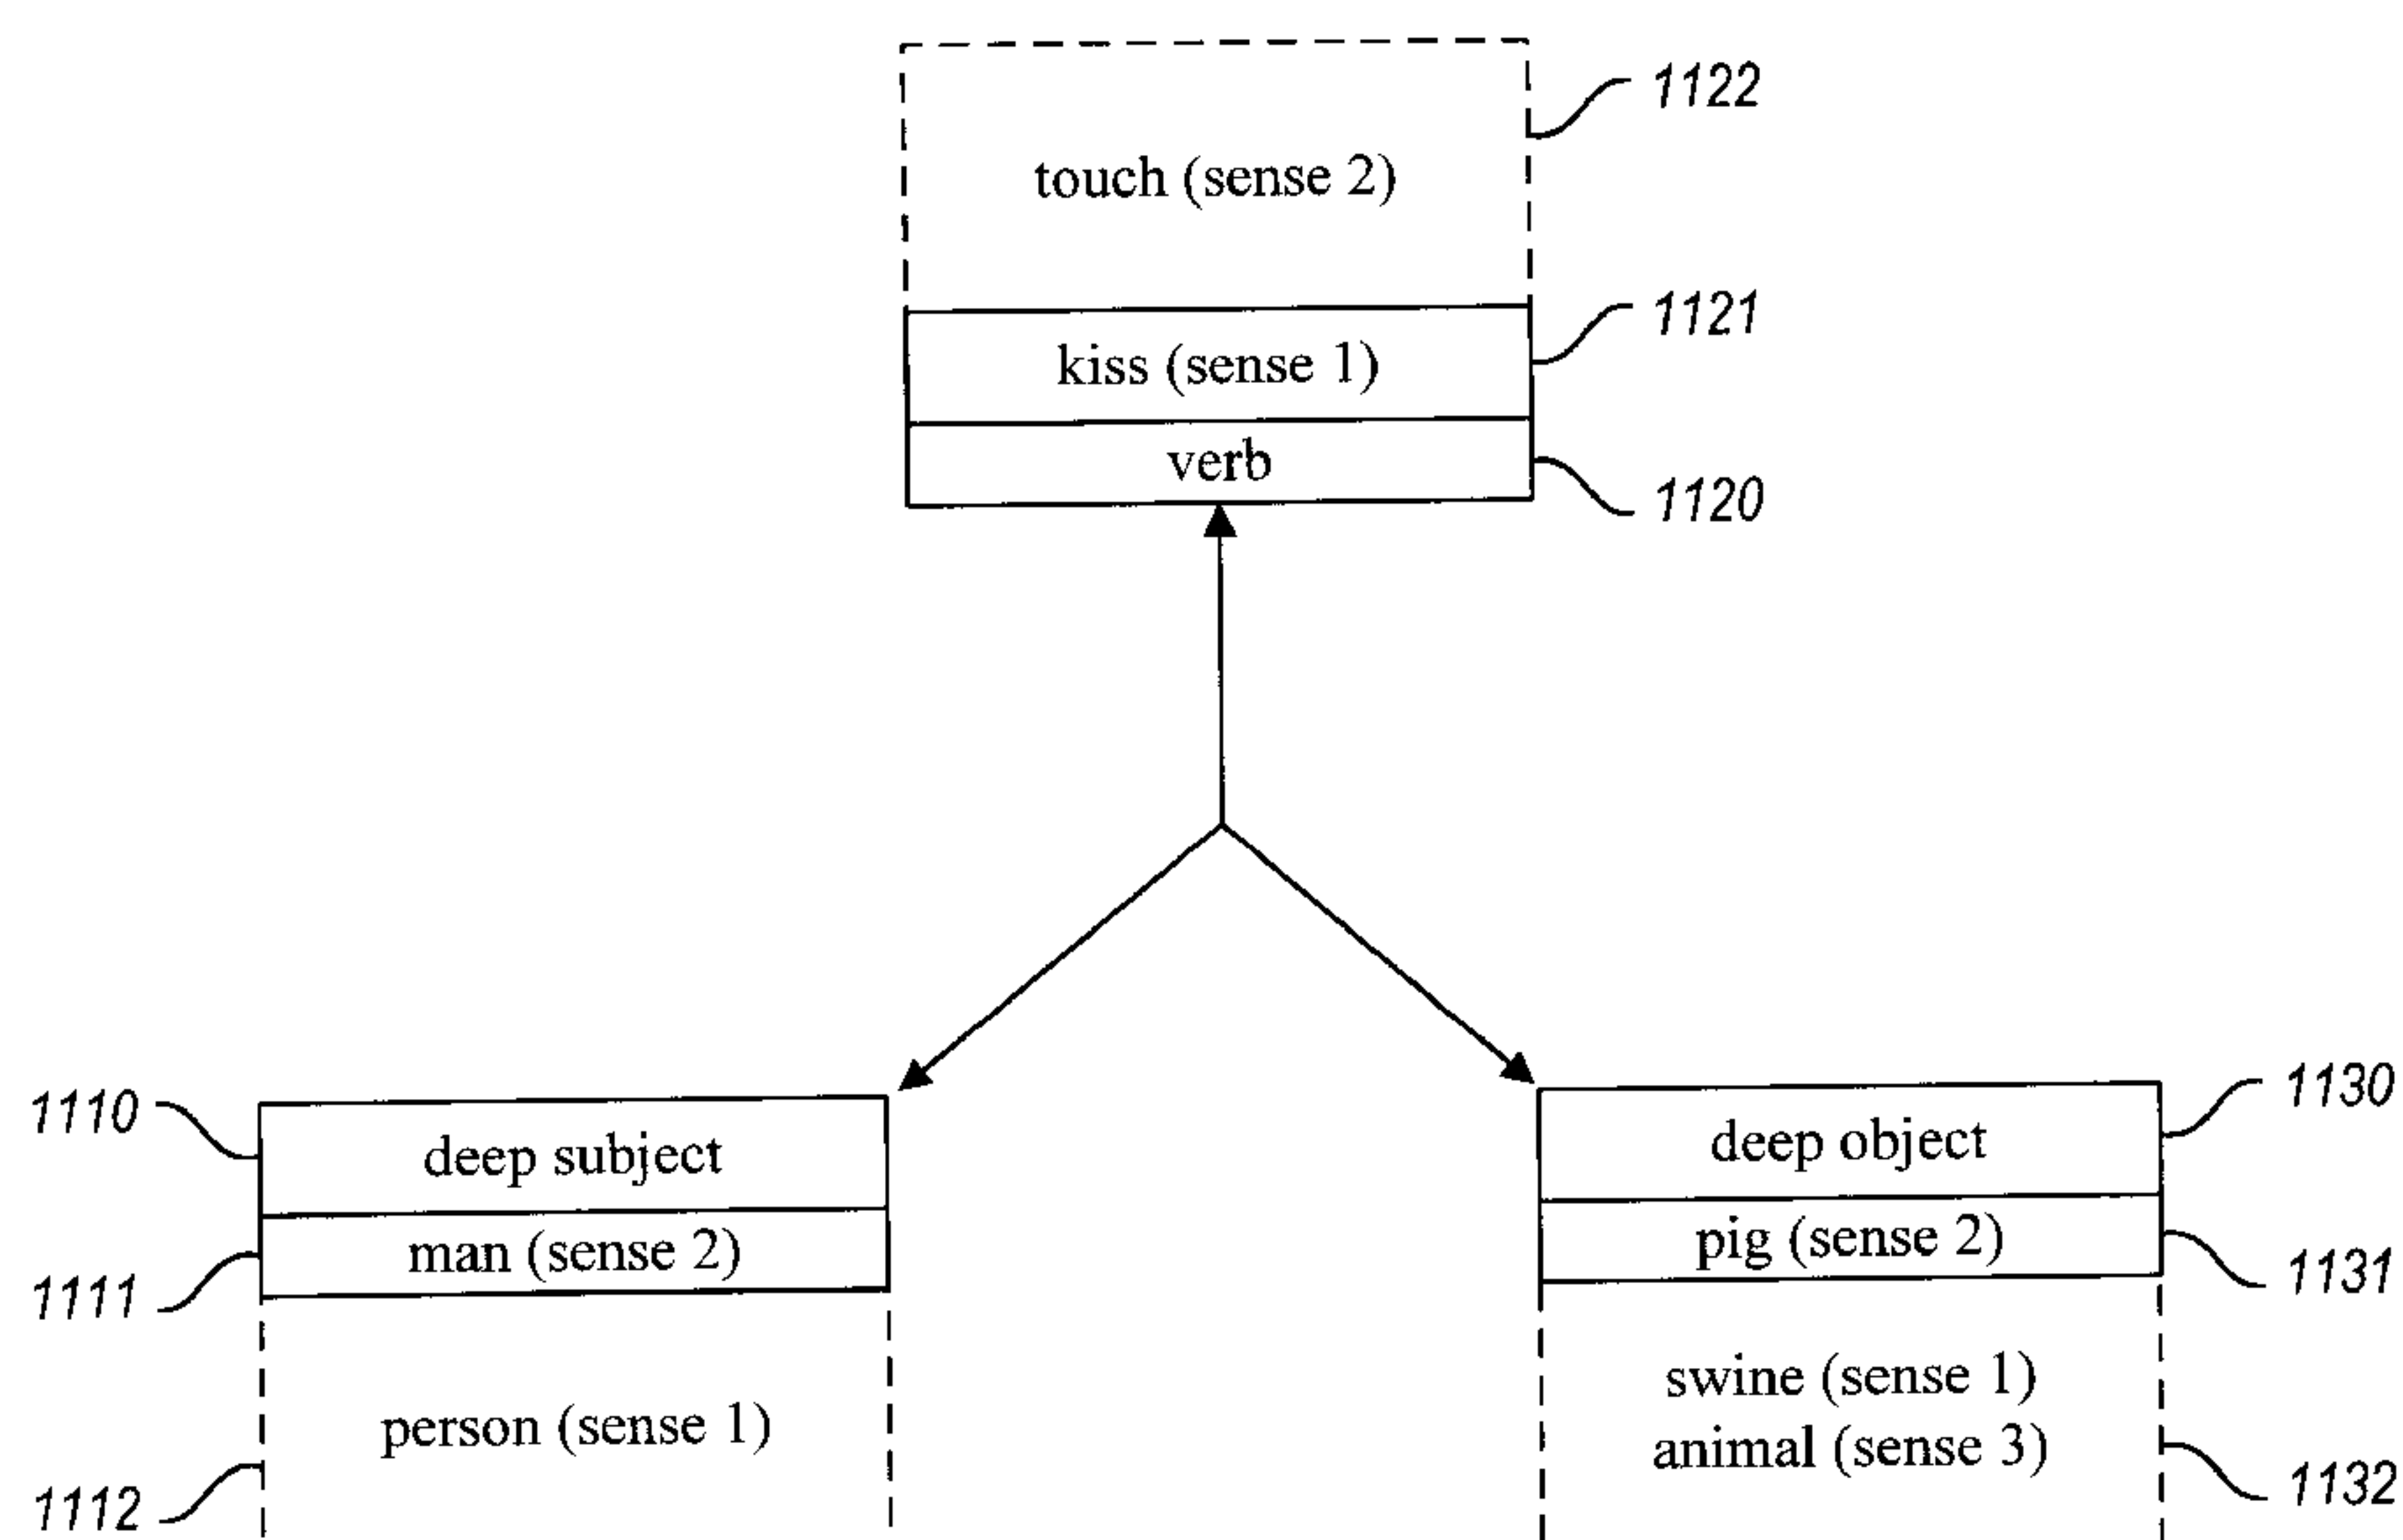 1122
touch (sense 2)
1121
kiss (sense 1)
verb
1120
1110
deep subject
man (sense 2)
1111
person (sense 1)
1112
1130
deep object
pig (sense 2)
1131
swine (sense 1)
animal (sense 3)
1132